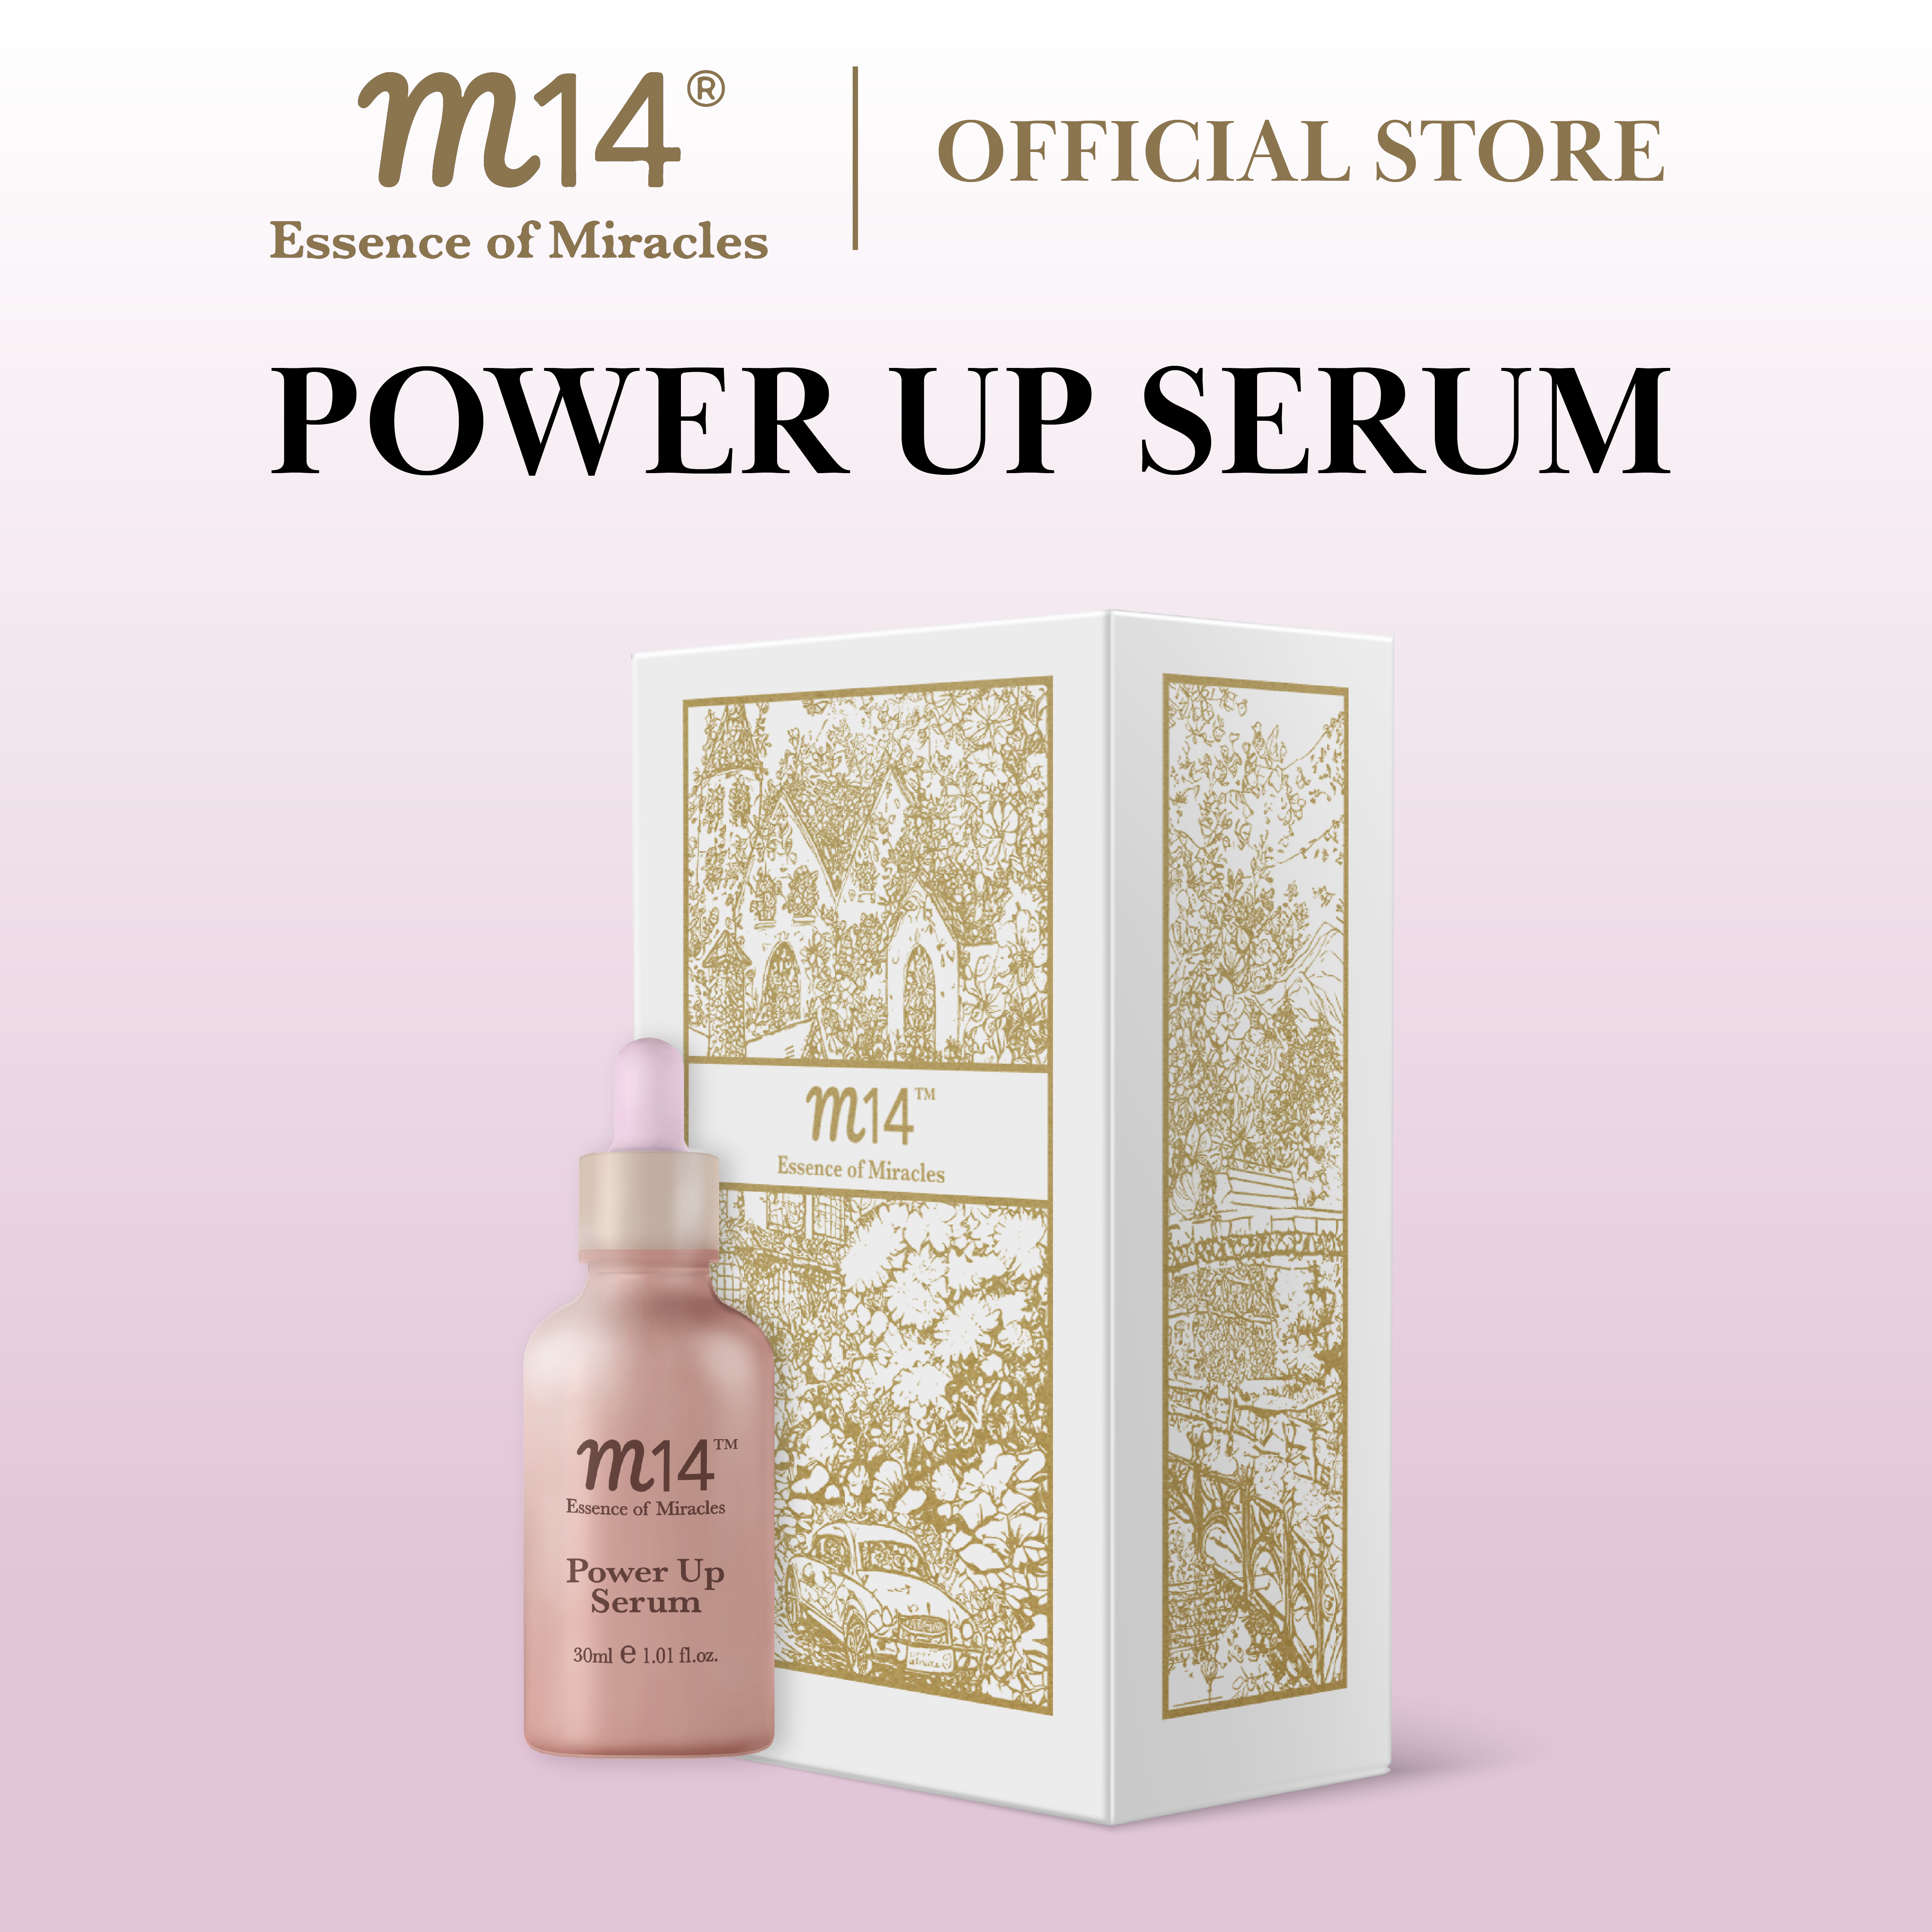 m14®
Essence of Miracles
OFFICIAL STORE
POWER UP SERUM
m14™
Essence of Miracles
m14™
Essence of Miracles
Power Up
Serum
30ml e 1.01 fl.oz.